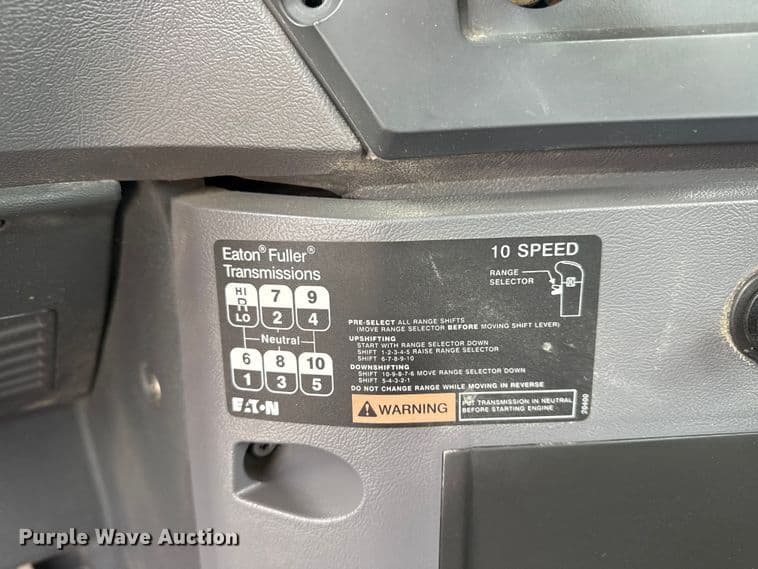 Eaton® Fuller®
Transmissions
10 SPEED
RANGE
SELECTOR
HI 7 9
R
LO 2 4
Neutral
6 8 10
1 3 5
PRE-SELECT ALL RANGE SHIFTS
(MOVE RANGE SELECTOR BEFORE MOVING SHIFT LEVER)
UPSHIFTING
START WITH RANGE SELECTOR DOWN
SHIFT 1-2-3-4-5 RAISE RANGE SELECTOR
SHIFT 6-7-8-9-10
DOWNSHIFTING
SHIFT 10-9-8-7-6 MOVE RANGE SELECTOR DOWN
SHIFT 5-4-3-2-1
DO NOT CHANGE RANGE WHILE MOVING IN REVERSE
EATON
WARNING
PUT TRANSMISSION IN NEUTRAL
BEFORE STARTING ENGINE
20400
Purple Wave Auction